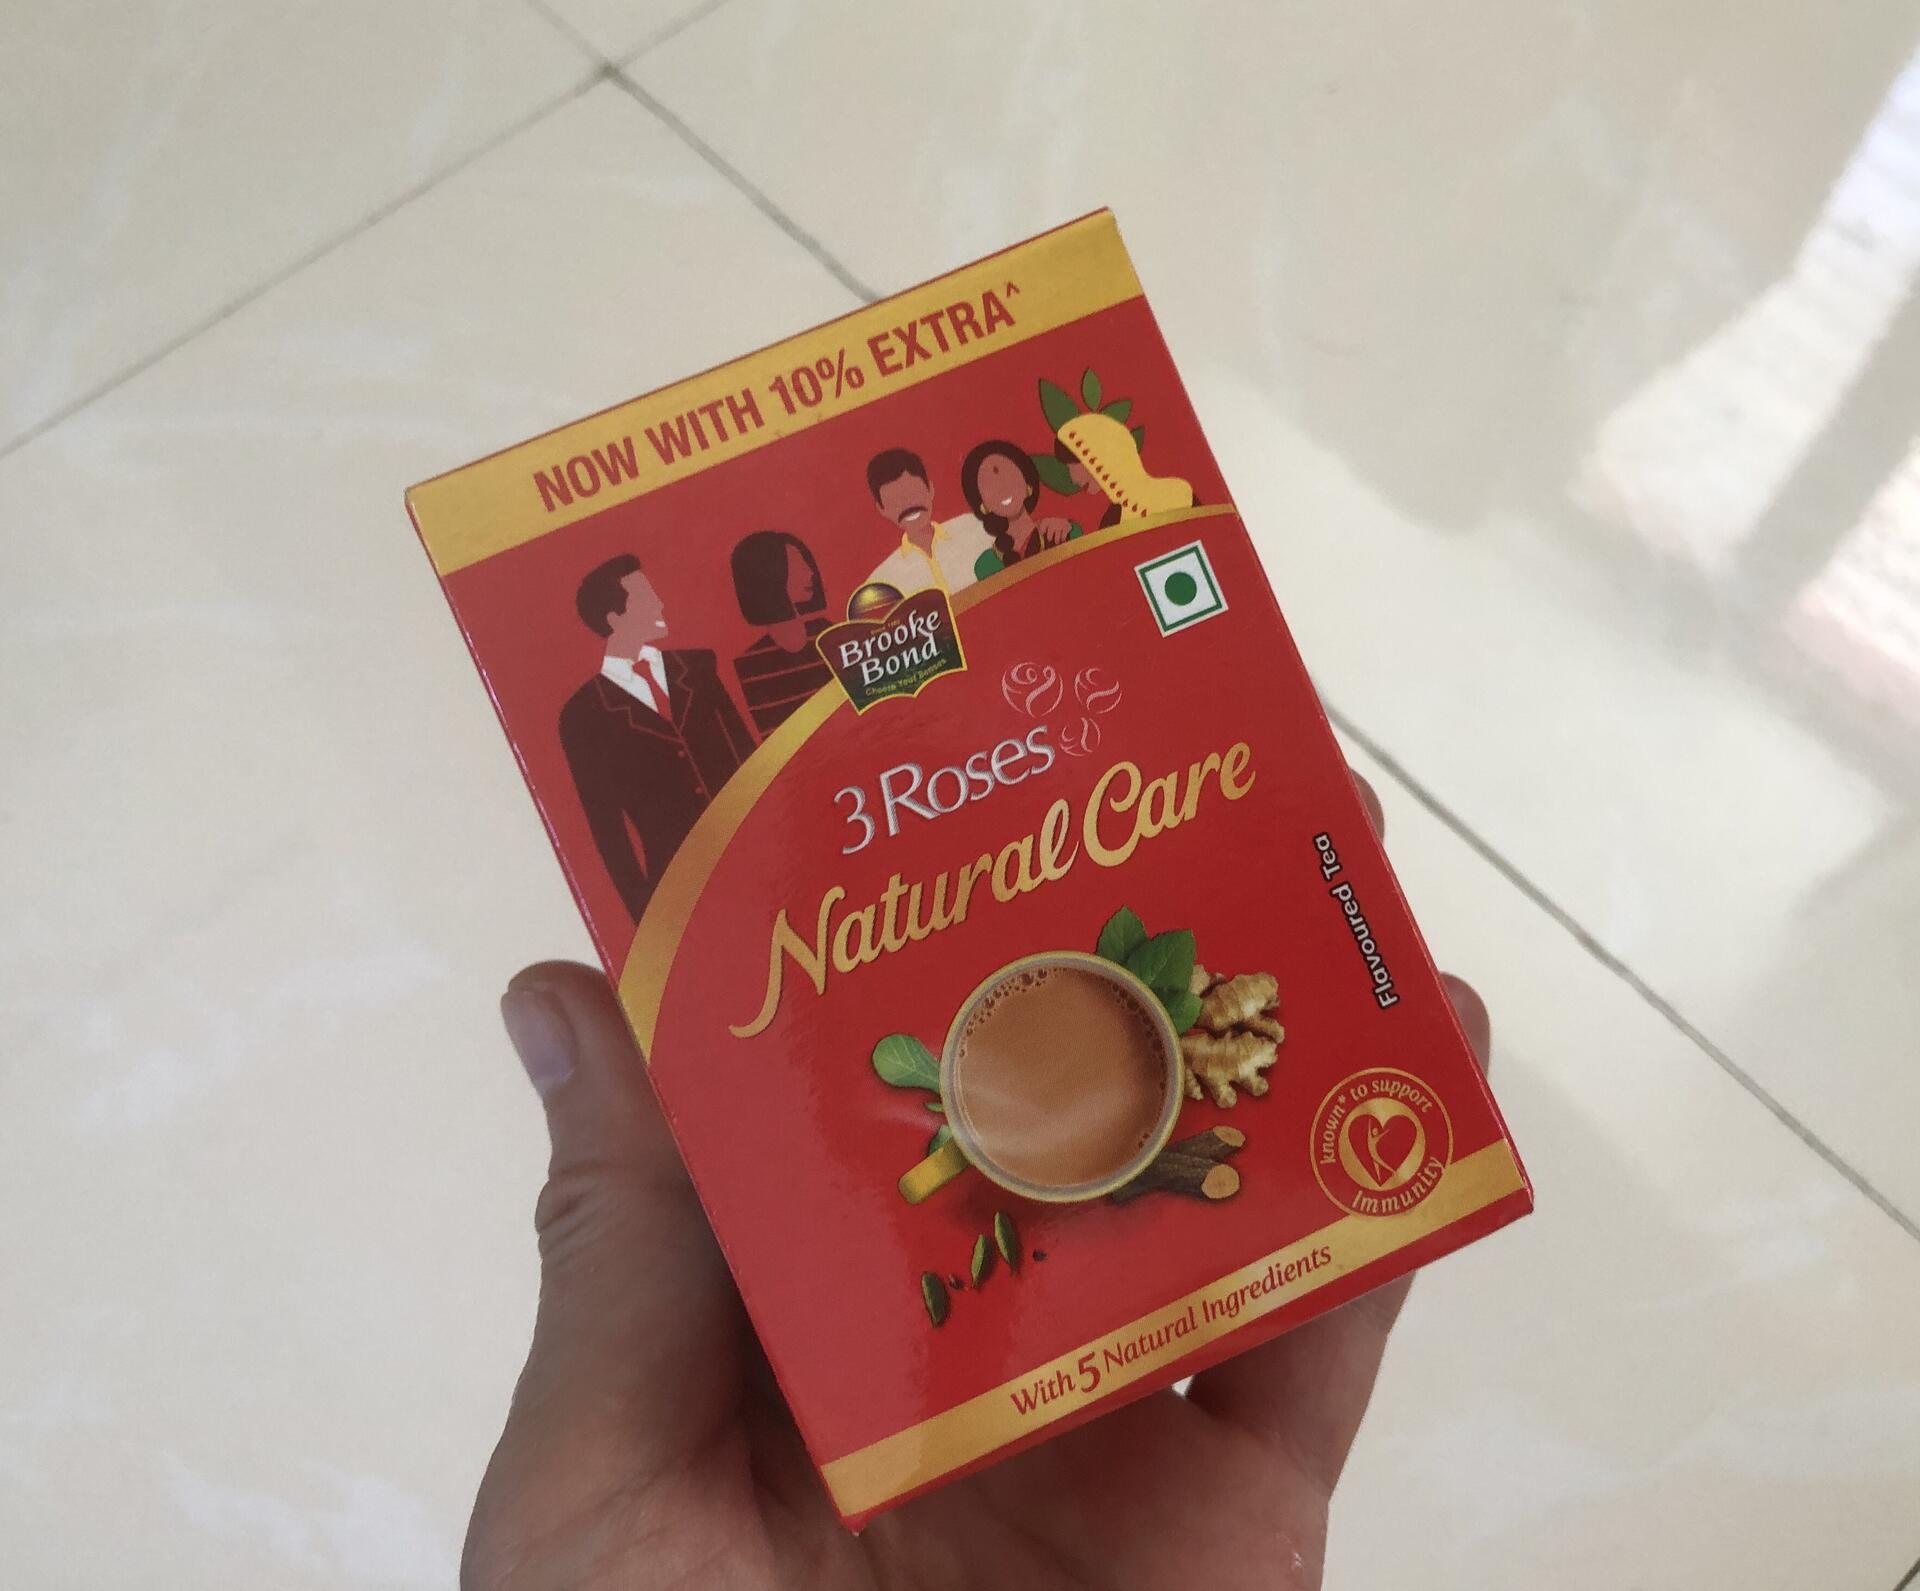 NOW WITH 10% EXTRA^
Brooke
Bond
3 Roses
Natural Care
Flavoured Tea
known* to support
Immunity
With 5 Natural Ingredients